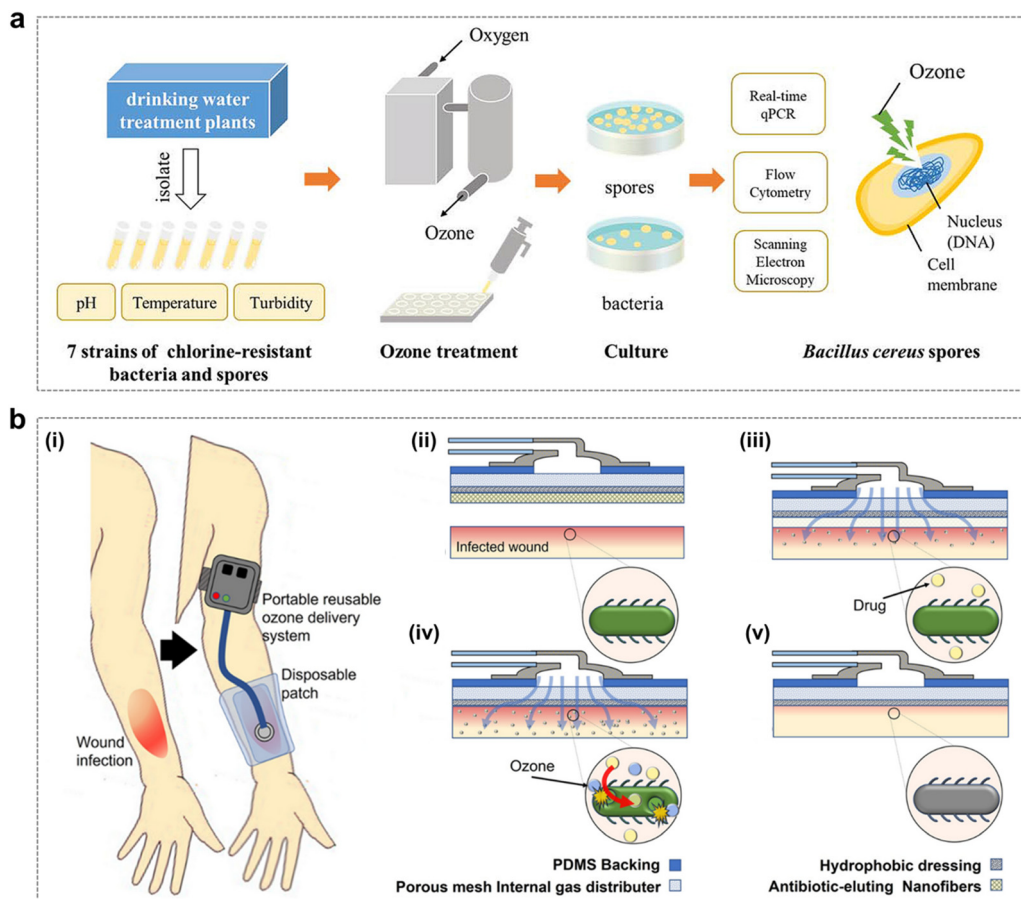 a
drinking water
treatment plants
isolate
pH
Temperature
Turbidity
7 strains of chlorine-resistant
bacteria and spores
Oxygen
Ozone
Ozone treatment
spores
bacteria
Culture
Real-time
qPCR
Flow
Cytometry
Scanning
Electron
Microscopy
Ozone
Nucleus
(DNA)
Cell
membrane
Bacillus cereus spores
b
(i)
Portable reusable
ozone delivery
system
Disposable
patch
Wound
infection
(ii)
Infected wound
(iii)
Drug
(iv)
Ozone
(v)
PDMS Backing
Porous mesh Internal gas distributer
Hydrophobic dressing
Antibiotic-eluting Nanofibers